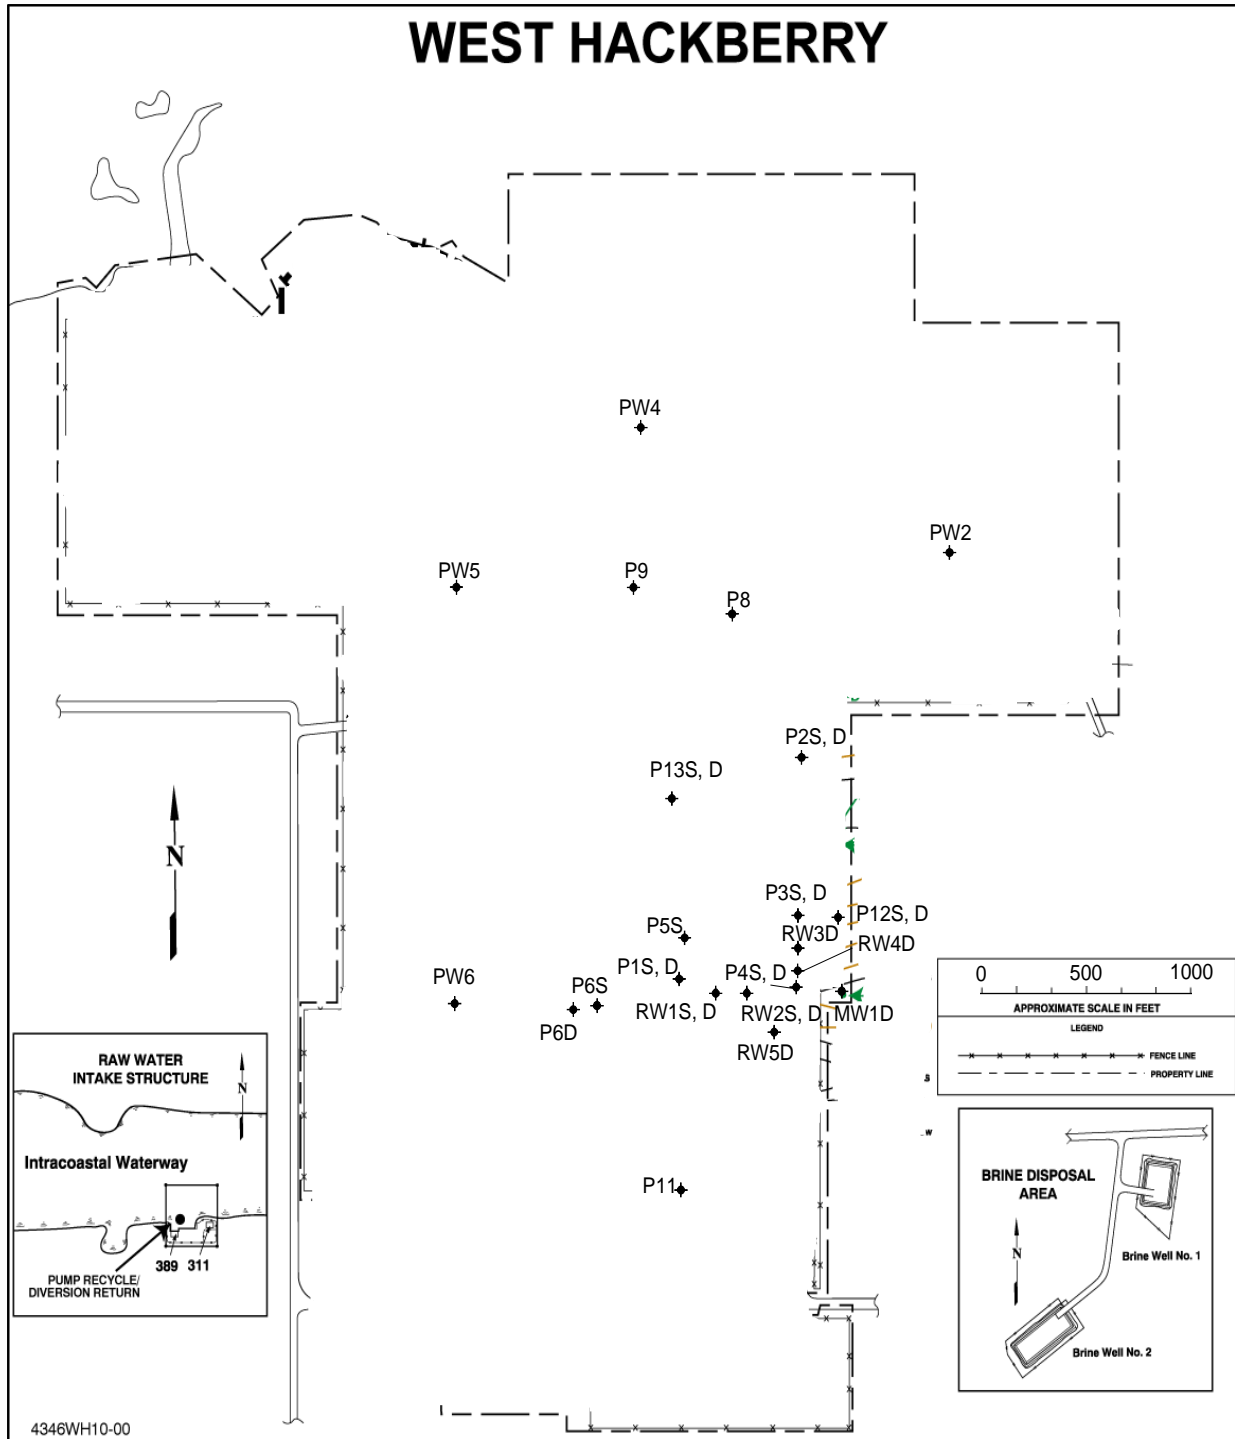 WEST HACKBERRY
PW4
PW2
PW5
P9
P8
P2S, D
P13S, D
N
P3S, D
P12S, D
P5S
RW3D
RW4D
P1S, D
P4S, D
PW6
P6S
RW1S, D
RW2S, D
MW1D
P6D
RW5D
0 500 1000
APPROXIMATE SCALE IN FEET
LEGEND
FENCE LINE
PROPERTY LINE
RAW WATER
INTAKE STRUCTURE
N
Intracoastal Waterway
389 311
PUMP RECYCLE/
DIVERSION RETURN
P11
BRINE DISPOSAL
AREA
N
Brine Well No. 1
Brine Well No. 2
4346WH10-00